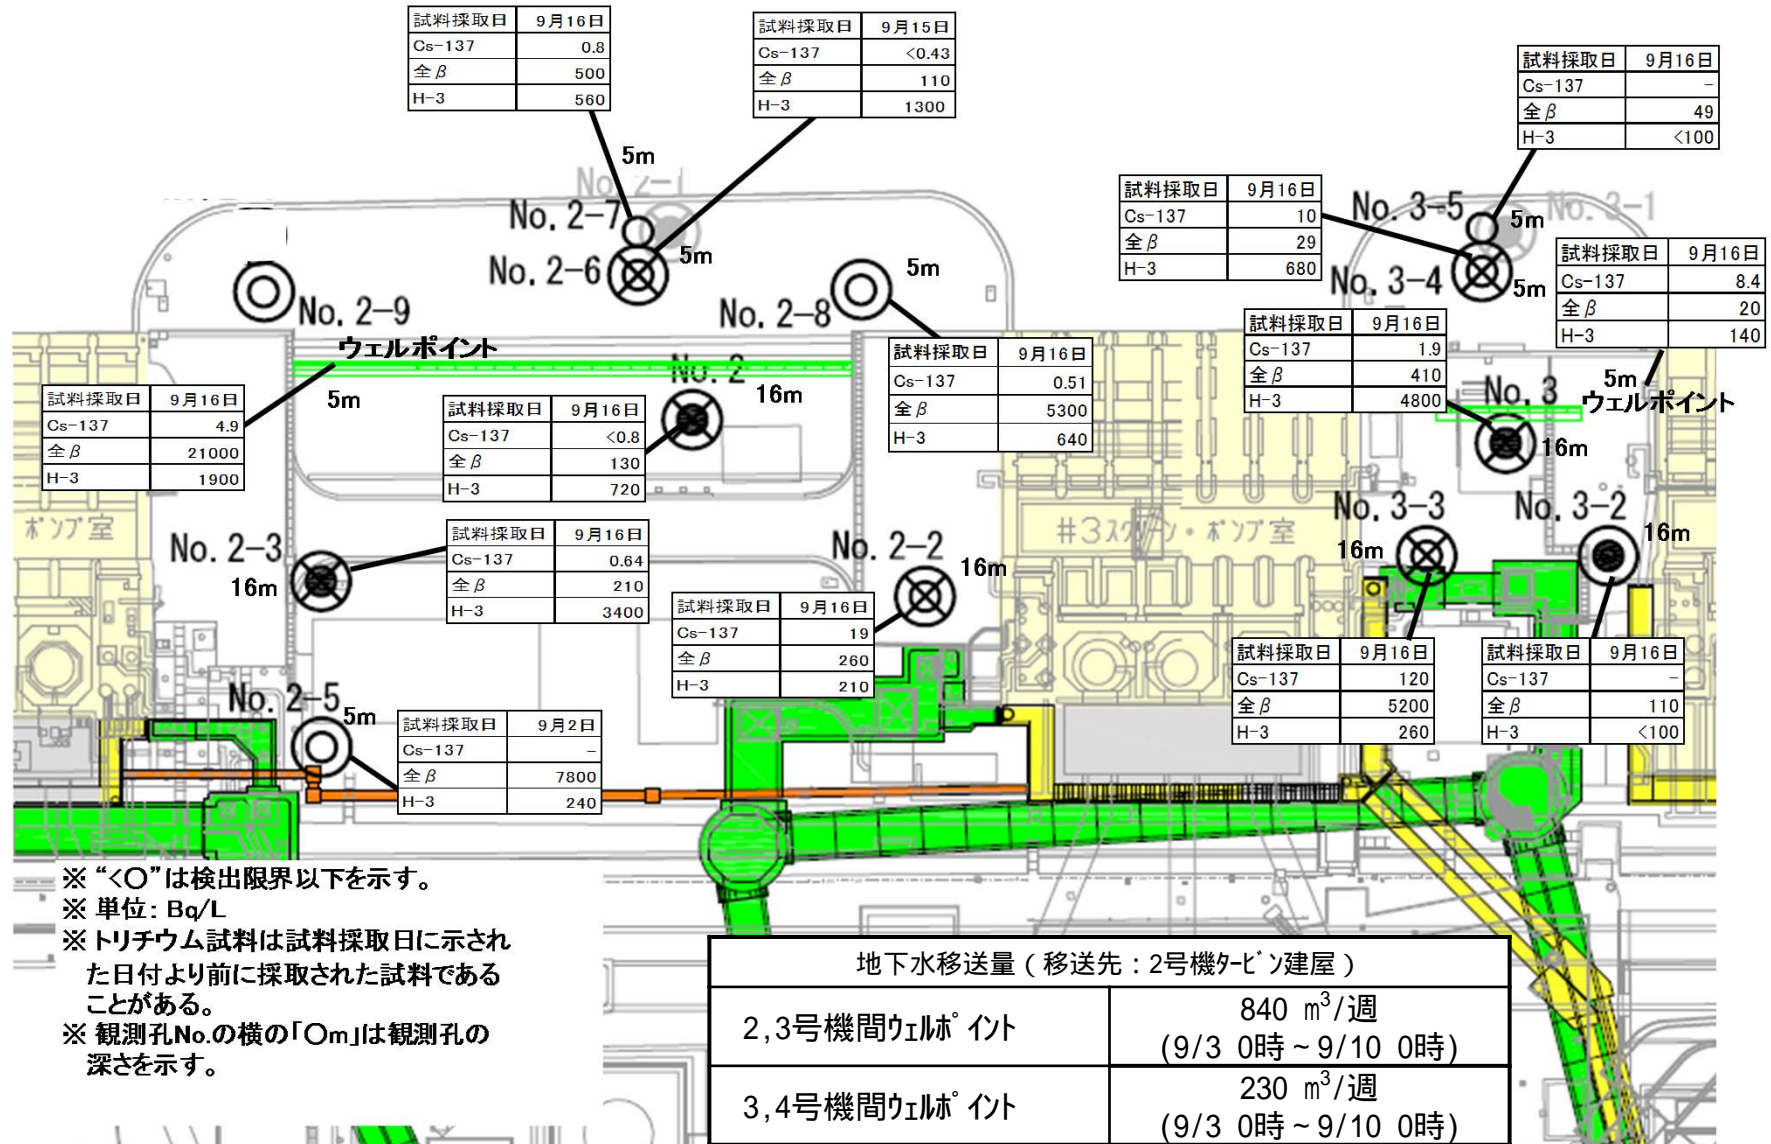 試料採取日 9月16日
Cs-137 0.8
全β 500
H-3 560
試料採取日 9月15日
Cs-137 <0.43
全β 110
H-3 1300
試料採取日 9月16日
Cs-137 -
全β 49
H-3 <100
5m
No. 2-1
No. 2-7
5m
No. 2-6
試料採取日 9月16日
Cs-137 10
全β 29
H-3 680
No. 3-5
5m
No. 3-1
No. 3-4
5m
試料採取日 9月16日
Cs-137 8.4
全β 20
H-3 140
No. 2-9
No. 2-8
5m
ウェルポイント
5m
試料採取日 9月16日
Cs-137 4.9
全β 21000
H-3 1900
No. 2
16m
試料採取日 9月16日
Cs-137 <0.8
全β 130
H-3 720
試料採取日 9月16日
Cs-137 0.51
全β 5300
H-3 640
試料採取日 9月16日
Cs-137 1.9
全β 410
H-3 4800
No. 3
16m
5m
ウェルポイント
ポンプ室
No. 2-3
16m
試料採取日 9月16日
Cs-137 0.64
全β 210
H-3 3400
No. 2-2
16m
試料採取日 9月16日
Cs-137 19
全β 260
H-3 210
#3スクリーン・ポンプ室
No. 3-3
16m
No. 3-2
16m
試料採取日 9月16日
Cs-137 120
全β 5200
H-3 260
試料採取日 9月16日
Cs-137 -
全β 110
H-3 <100
No. 2-5
5m
試料採取日 9月2日
Cs-137 -
全β 7800
H-3 240
※ “<〇”は検出限界以下を示す。
※ 単位: Bq/L
※ トリチウム試料は試料採取日に示され
た日付より前に採取された試料である
ことがある。
※ 観測孔No.の横の「〇m」は観測孔の
深さを示す。
地下水移送量(移送先:2号機タービン建屋)
2,3号機間ウェルポイント 840 m³/週
(9/3 0時~9/10 0時)
3,4号機間ウェルポイント 230 m³/週
(9/3 0時~9/10 0時)